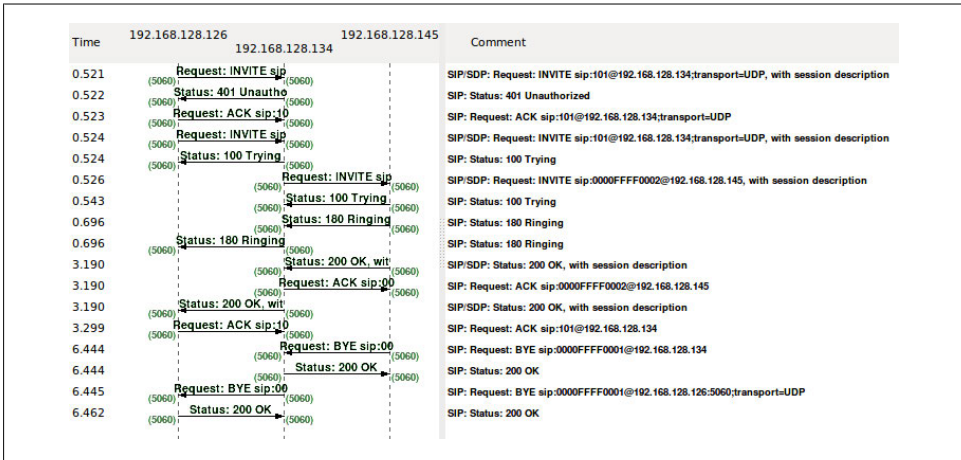 Time 192.168.128.126 192.168.128.134 192.168.128.145 Comment
0.521 Request: INVITE sip (5060) (5060) SIP/SDP: Request: INVITE sip:101@192.168.128.134;transport=UDP, with session description
0.522 Status: 401 Unautho (5060) (5060) SIP: Status: 401 Unauthorized
0.523 Request: ACK sip:10 (5060) (5060) SIP: Request: ACK sip:101@192.168.128.134;transport=UDP
0.524 Request: INVITE sip (5060) (5060) SIP/SDP: Request: INVITE sip:101@192.168.128.134;transport=UDP, with session description
0.524 Status: 100 Trying (5060) (5060) SIP: Status: 100 Trying
0.526 Request: INVITE sip (5060) (5060) SIP/SDP: Request: INVITE sip:0000FFFF0002@192.168.128.145, with session description
0.543 Status: 100 Trying (5060) (5060) SIP: Status: 100 Trying
0.696 Status: 180 Ringing (5060) (5060) SIP: Status: 180 Ringing
0.696 Status: 180 Ringing (5060) (5060) SIP: Status: 180 Ringing
3.190 Status: 200 OK, wit (5060) (5060) SIP/SDP: Status: 200 OK, with session description
3.190 Request: ACK sip:00 (5060) (5060) SIP: Request: ACK sip:0000FFFF0002@192.168.128.145
3.190 Status: 200 OK, wit (5060) (5060) SIP/SDP: Status: 200 OK, with session description
3.299 Request: ACK sip:10 (5060) (5060) SIP: Request: ACK sip:101@192.168.128.134
6.444 Request: BYE sip:00 (5060) (5060) SIP: Request: BYE sip:0000FFFF0001@192.168.128.134
6.444 Status: 200 OK (5060) (5060) SIP: Status: 200 OK
6.445 Request: BYE sip:00 (5060) (5060) SIP: Request: BYE sip:0000FFFF0001@192.168.128.126:5060;transport=UDP
6.462 Status: 200 OK (5060) (5060) SIP: Status: 200 OK